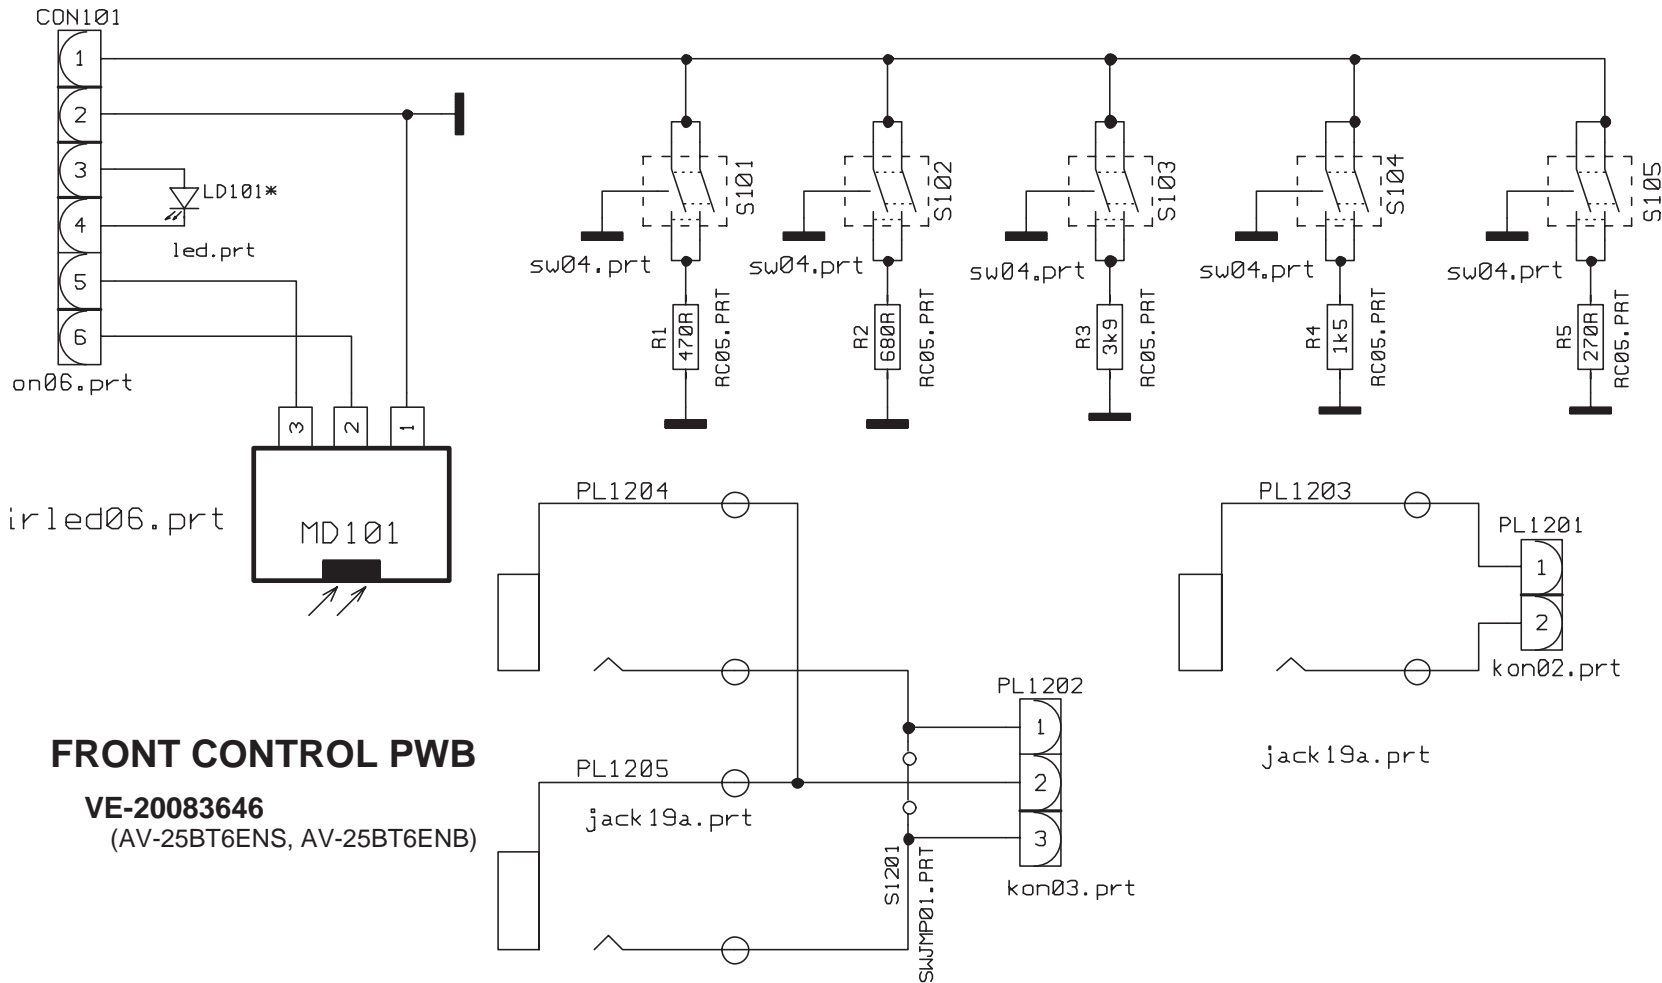 CON101
1
2
3
4
5
6
on06.prt
LD101*
led.prt
S101
sw04.prt
R1
470R
RC05.PRT
S102
sw04.prt
R2
680R
RC05.PRT
S103
sw04.prt
R3
3k9
RC05.PRT
S104
sw04.prt
R4
1k5
RC05.PRT
S105
sw04.prt
R5
270R
RC05.PRT
3
2
1
irled06.prt
MD101
PL1204
PL1203
PL1201
1
2
kon02.prt
jack19a.prt
PL1202
1
2
3
kon03.prt
PL1205
jack19a.prt
S1201
SWJMP01.PRT
FRONT CONTROL PWB
VE-20083646
(AV-25BT6ENS, AV-25BT6ENB)